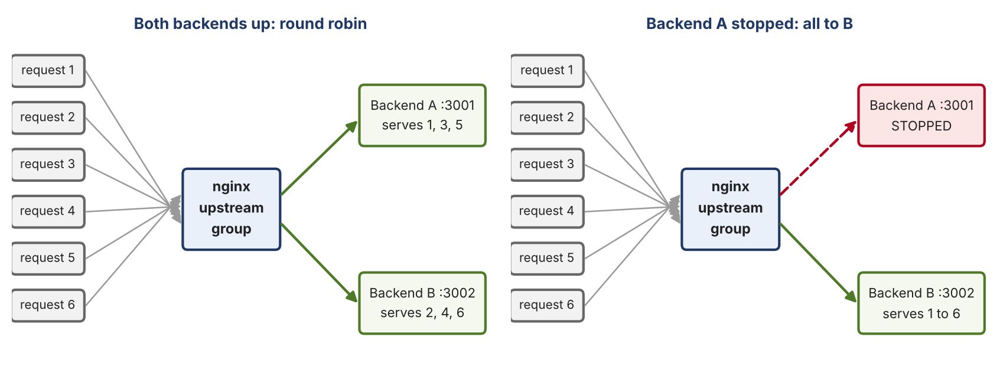 Both backends up: round robin
request 1
request 2
request 3
request 4
request 5
request 6
nginx
upstream
group
Backend A :3001
serves 1, 3, 5
Backend B :3002
serves 2, 4, 6
Backend A stopped: all to B
request 1
request 2
request 3
request 4
request 5
request 6
nginx
upstream
group
Backend A :3001
STOPPED
Backend B :3002
serves 1 to 6